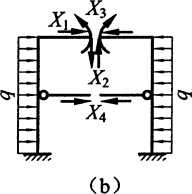 X₁ X₃
X₂
q q
X₄
(b)